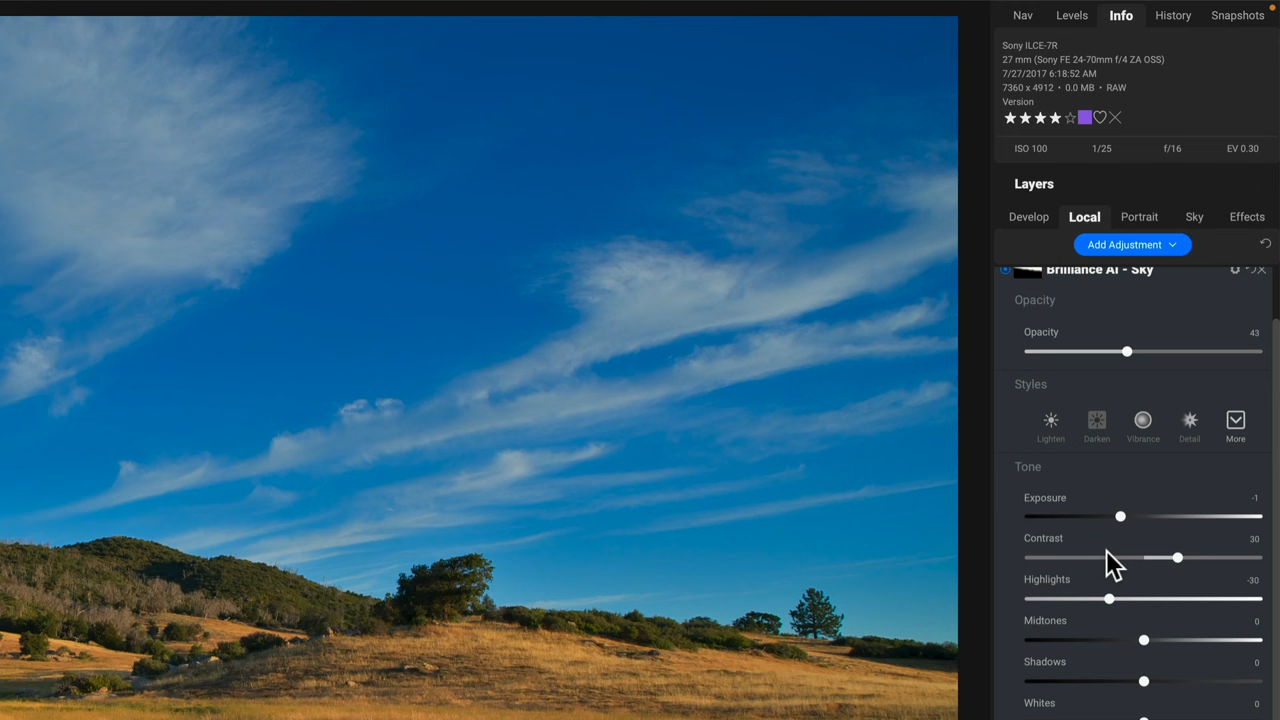 Nav Levels Info History Snapshots
Sony ILCE-7R
27 mm (Sony FE 24-70mm f/4 ZA OSS)
7/27/2017 6:18:52 AM
7360 x 4912 • 0.0 MB • RAW
Version
ISO 100 1/25 f/16 EV 0.30
Layers
Develop Local Portrait Sky Effects
Add Adjustment
Brilliance AI - Sky
Opacity
Opacity 43
Styles
Lighten Darken Vibrance Detail More
Tone
Exposure -1
Contrast 30
Highlights -30
Midtones 0
Shadows 0
Whites 0